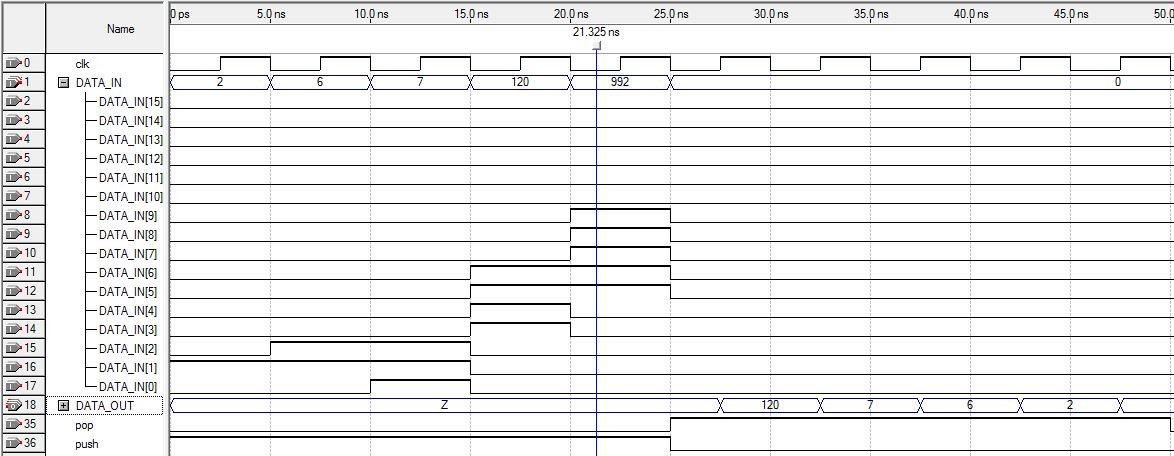 Name
0 ps 5.0 ns 10.0 ns 15.0 ns 20.0 ns 25.0 ns 30.0 ns 35.0 ns 40.0 ns 45.0 ns 50.0
21.325 ns
0 clk
1 DATA_IN 2 6 7 120 992 0
2 DATA_IN[15]
3 DATA_IN[14]
4 DATA_IN[13]
5 DATA_IN[12]
6 DATA_IN[11]
7 DATA_IN[10]
8 DATA_IN[9]
9 DATA_IN[8]
10 DATA_IN[7]
11 DATA_IN[6]
12 DATA_IN[5]
13 DATA_IN[4]
14 DATA_IN[3]
15 DATA_IN[2]
16 DATA_IN[1]
17 DATA_IN[0]
18 DATA_OUT Z 120 7 6 2
35 pop
36 push